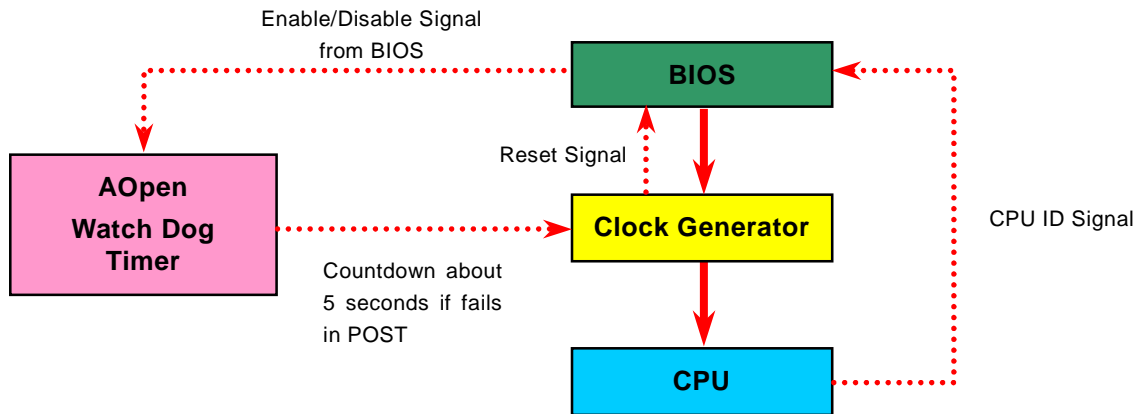 Enable/Disable Signal
from BIOS
BIOS
Reset Signal
AOpen
Watch Dog
Timer
Clock Generator
CPU ID Signal
Countdown about
5 seconds if fails
in POST
CPU